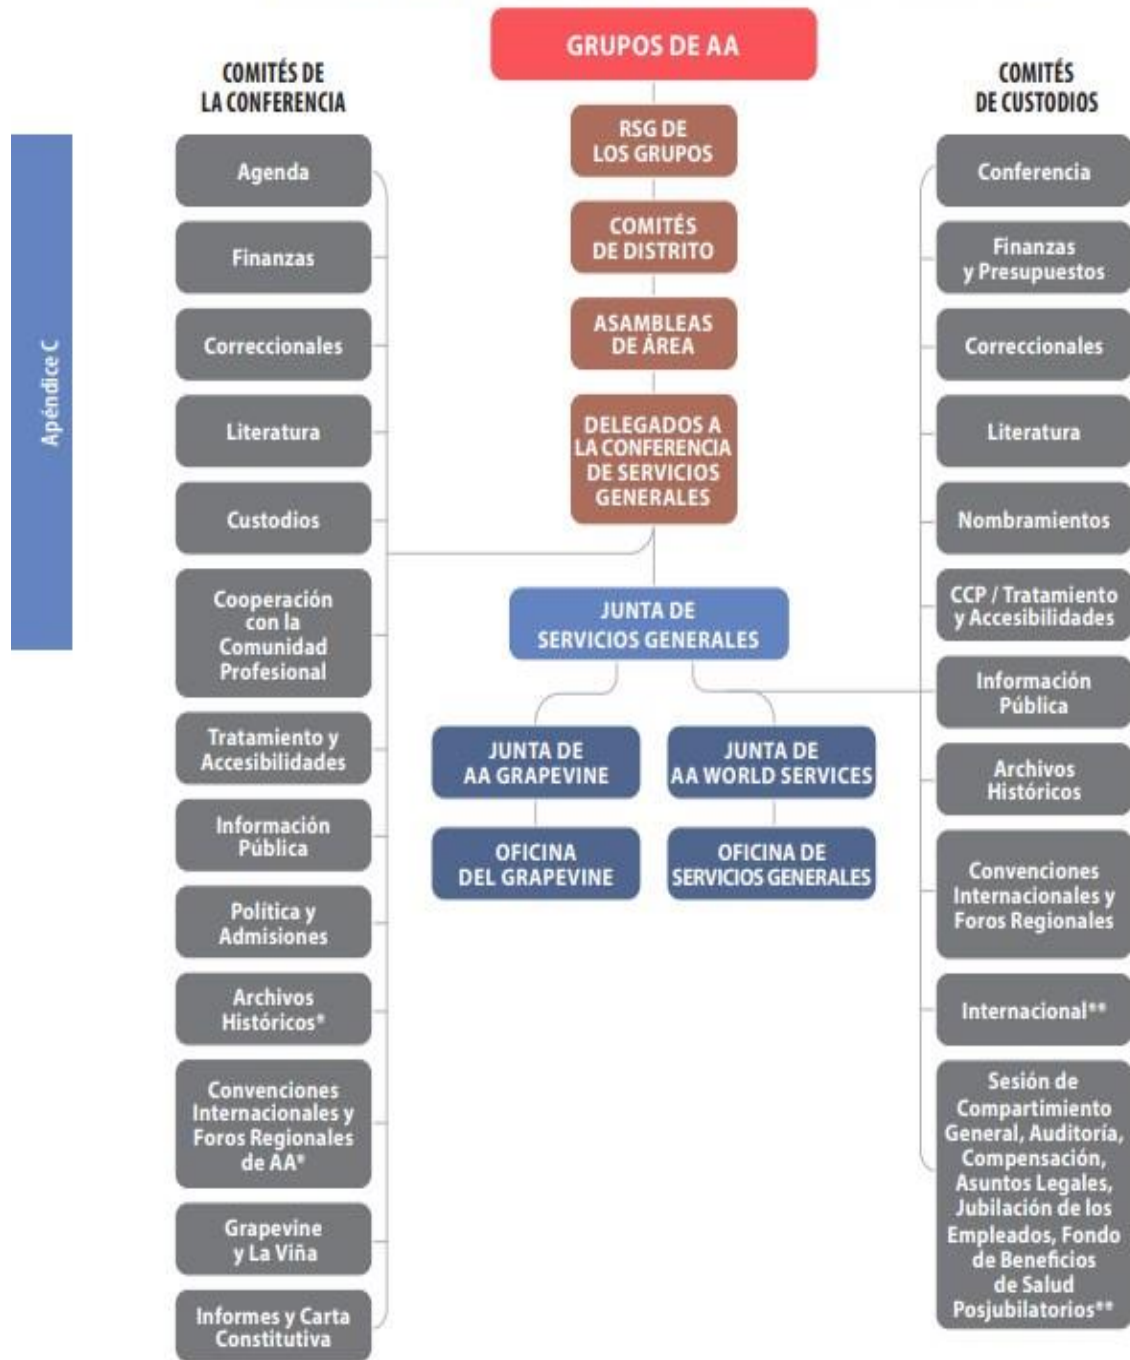 GRUPOS DE AA
COMITÉS DE
LA CONFERENCIA
Agenda
Finanzas
Correccionales
Literatura
Custodios
Cooperación
con la
Comunidad
Profesional
Tratamiento y
Accesibilidades
Información
Pública
Política y
Admisiones
Archivos
Históricos*
Convenciones
Internacionales y
Foros Regionales
de AA*
Grapevine
y La Viña
Informes y Carta
Constitutiva
RSG DE
LOS GRUPOS
COMITÉS
DE DISTRITO
ASAMBLEAS
DE ÁREA
DELEGADOS A
LA CONFERENCIA
DE SERVICIOS
GENERALES
JUNTA DE
SERVICIOS GENERALES
JUNTA DE
AA GRAPEVINE
JUNTA DE
AA WORLD SERVICES
OFICINA
DEL GRAPEVINE
OFICINA DE
SERVICIOS GENERALES
COMITÉS
DE CUSTODIOS
Conferencia
Finanzas
y Presupuestos
Correccionales
Literatura
Nombramientos
CCP / Tratamiento
y Accesibilidades
Información
Pública
Archivos
Históricos
Convenciones
Internacionales y
Foros Regionales
Internacional**
Sesión de
Compartimiento
General, Auditoría,
Compensación,
Asuntos Legales,
Jubilación de los
Empleados, Fondo
de Beneficios
de Salud
Posjubilatorios**
Apéndice C